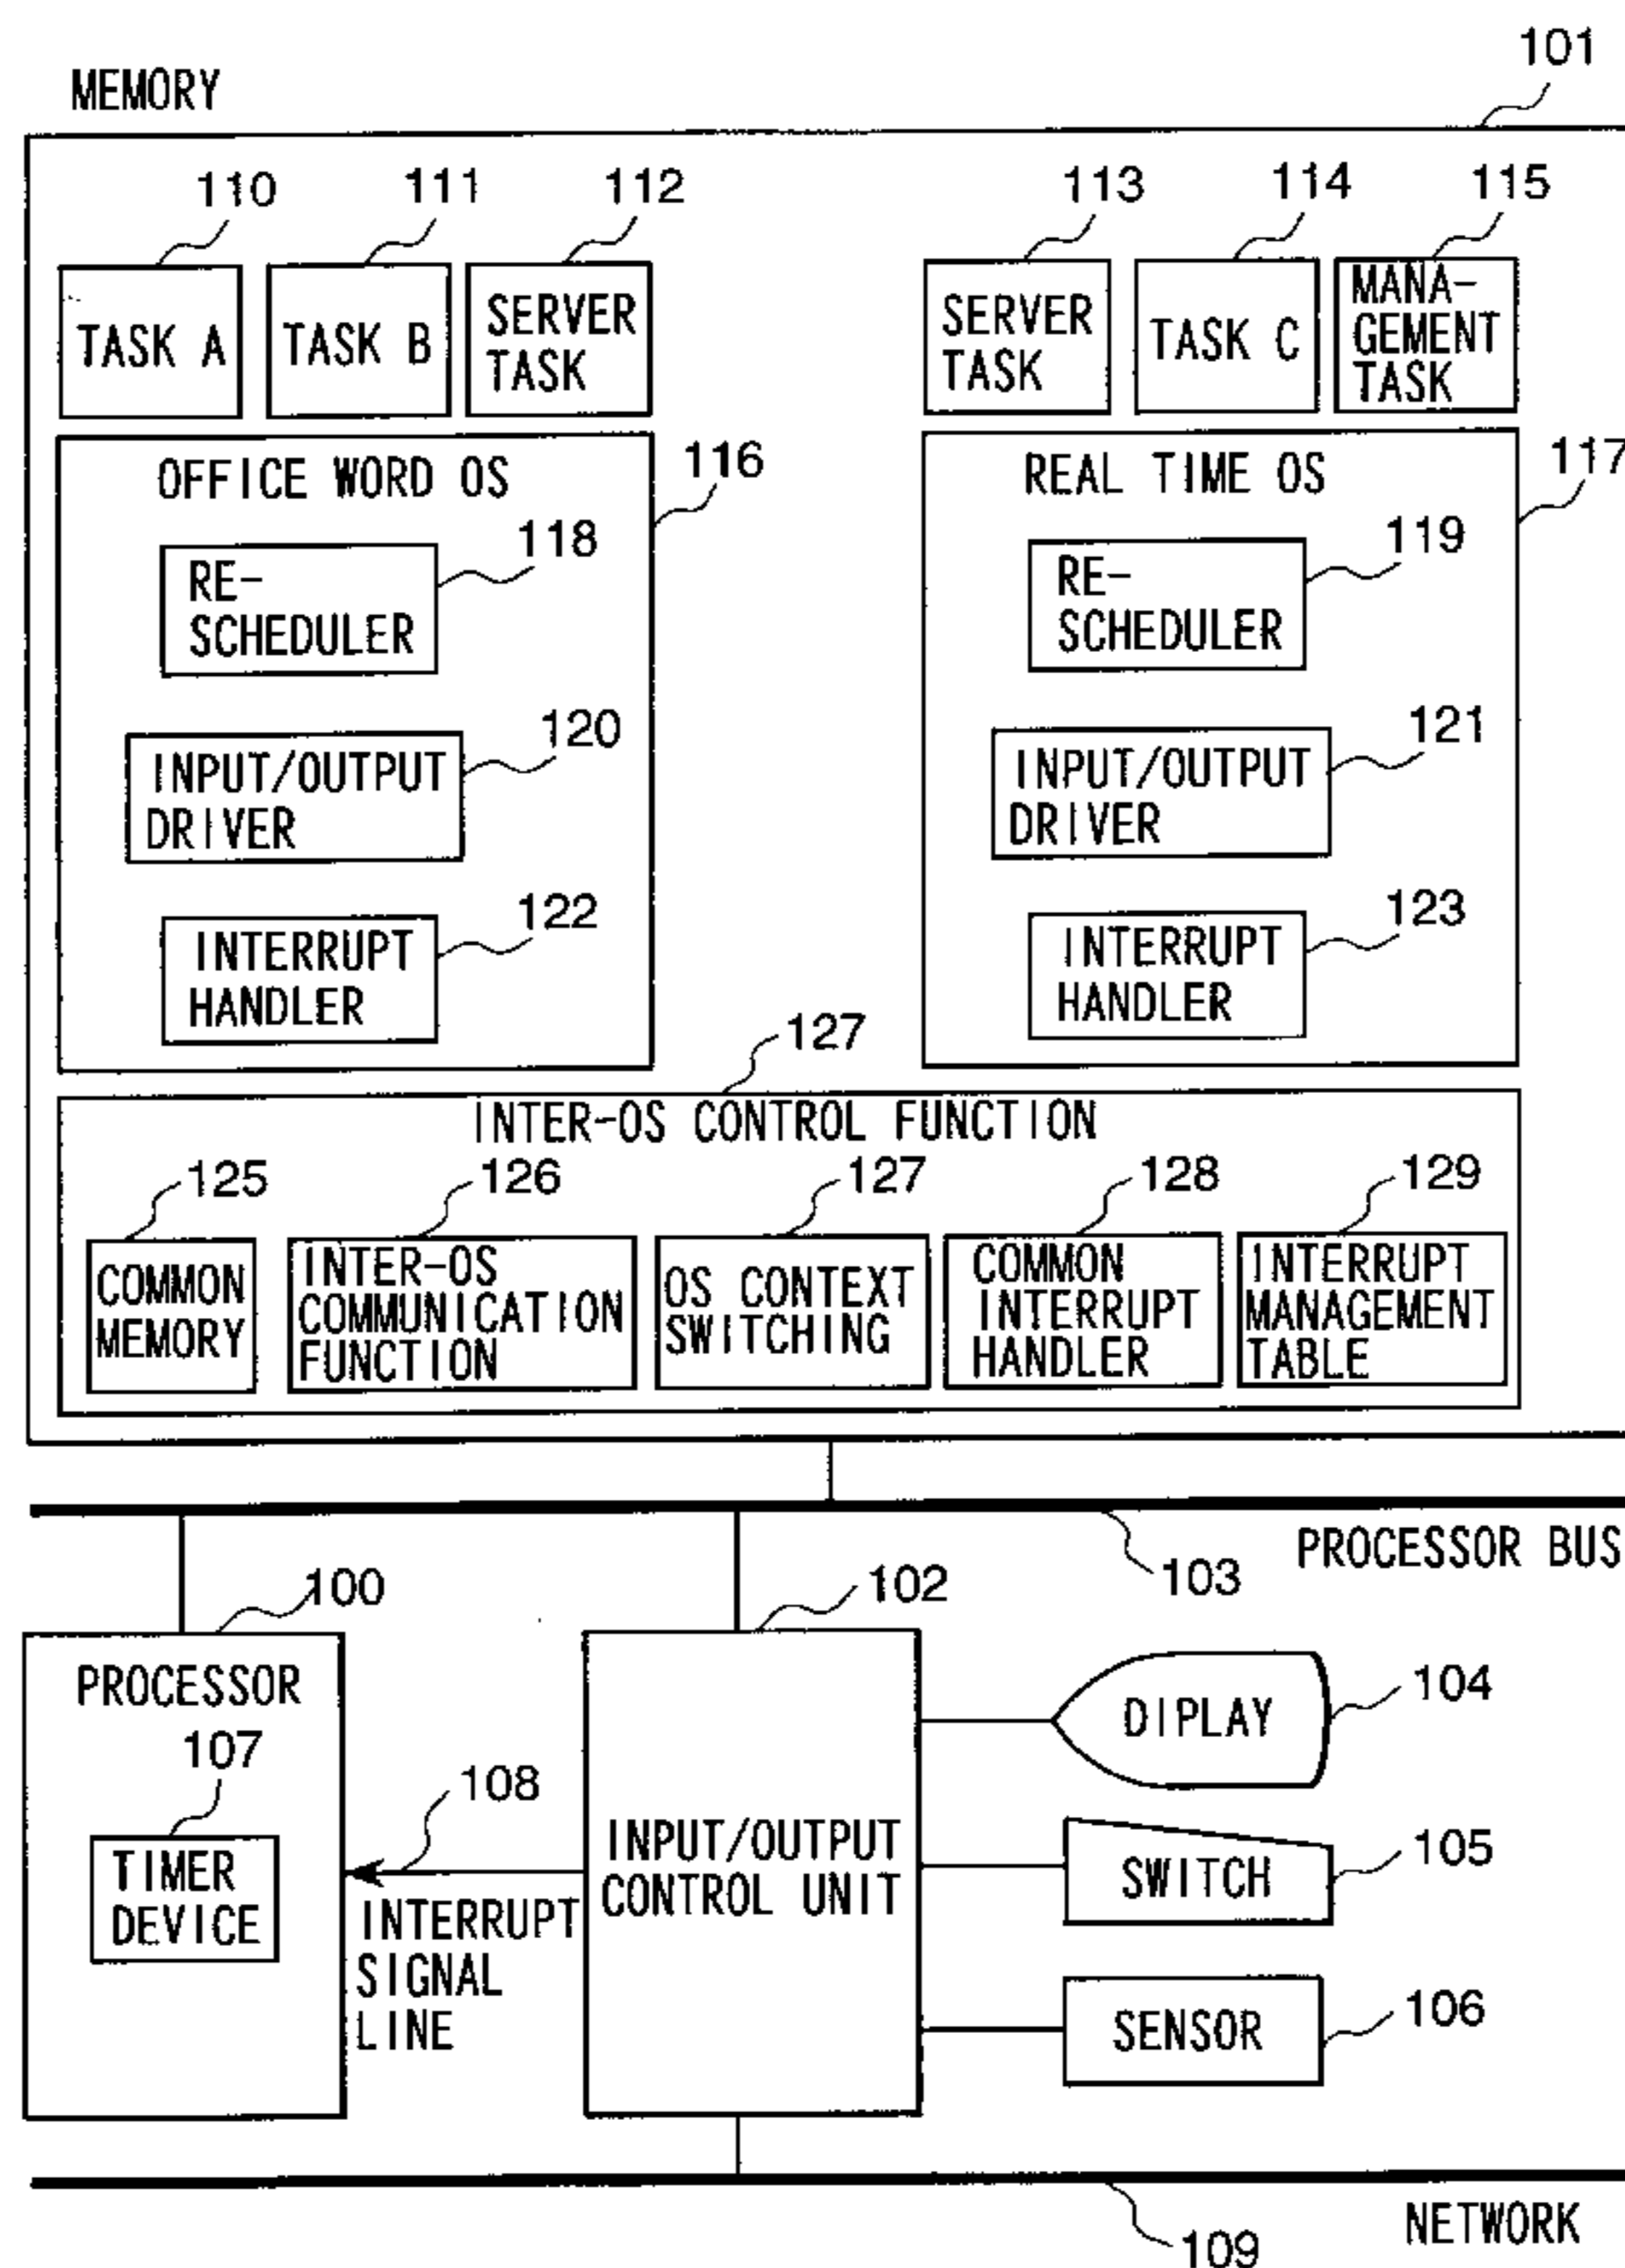 101
MEMORY
110
111
112
113
114
115
TASK A
TASK B
SERVER
TASK
SERVER
TASK
TASK C
MANA-
GEMENT
TASK
OFFICE WORD OS
116
REAL TIME OS
117
118
RE-
SCHEDULER
119
RE-
SCHEDULER
120
INPUT/OUTPUT
DRIVER
121
INPUT/OUTPUT
DRIVER
122
INTERRUPT
HANDLER
123
INTERRUPT
HANDLER
127
INTER-OS CONTROL FUNCTION
125
126
127
128
129
COMMON
MEMORY
INTER-OS
COMMUNICATION
FUNCTION
OS CONTEXT
SWITCHING
COMMON
INTERRUPT
HANDLER
INTERRUPT
MANAGEMENT
TABLE
PROCESSOR BUS
103
100
102
PROCESSOR
107
TIMER
DEVICE
108
INTERRUPT
SIGNAL
LINE
INPUT/OUTPUT
CONTROL UNIT
DIPLAY
104
SWITCH
105
SENSOR
106
109
NETWORK